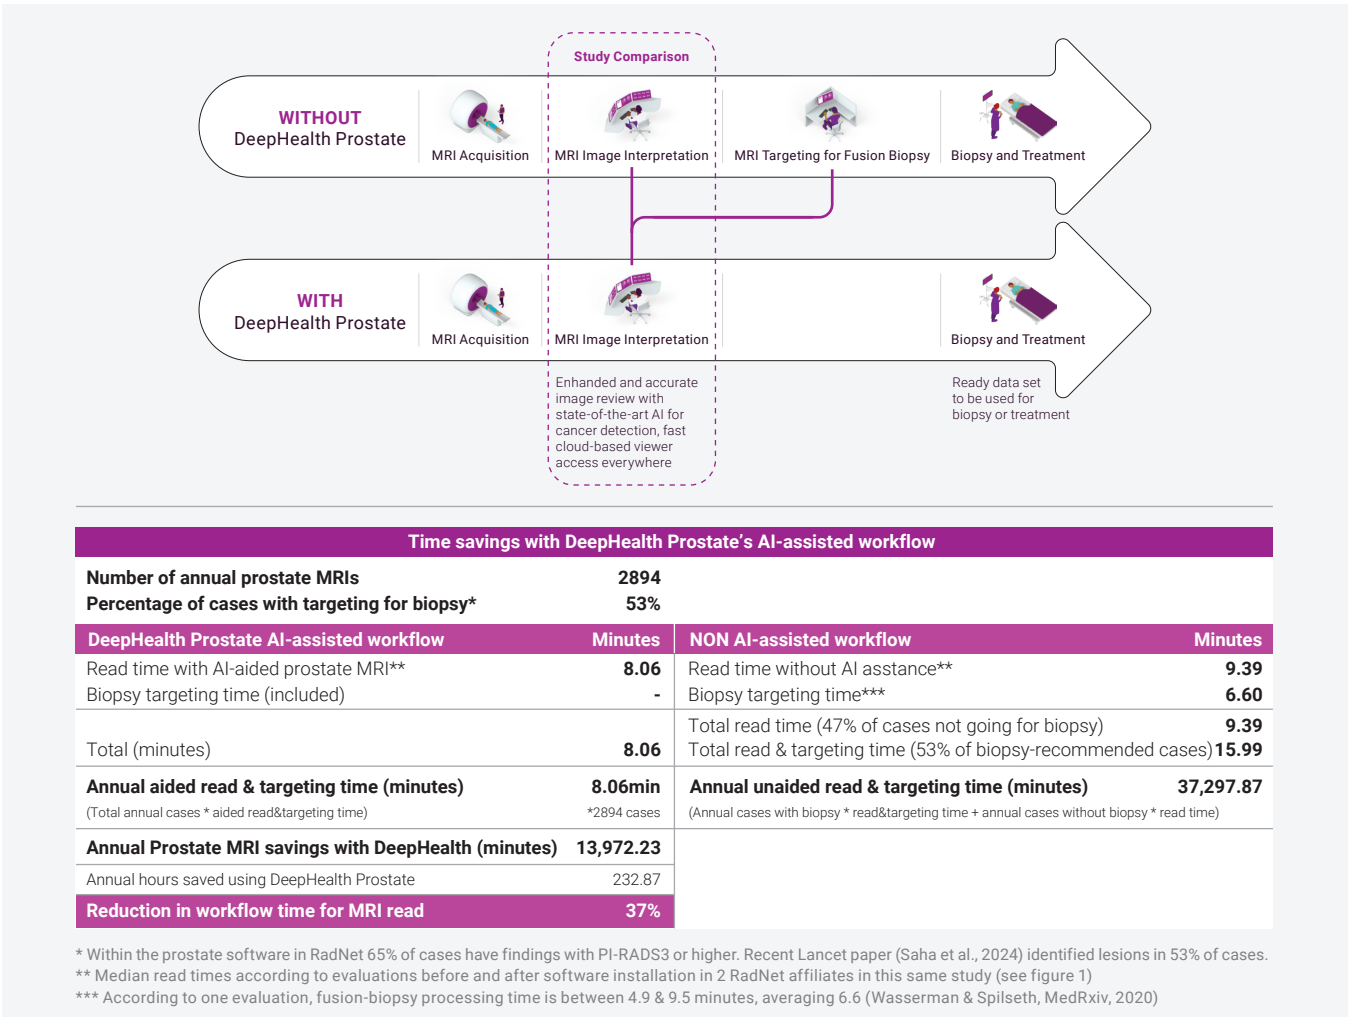 Study Comparison
WITHOUT
DeepHealth Prostate
MRI Acquisition
MRI Image Interpretation
MRI Targeting for Fusion Biopsy
Biopsy and Treatment
WITH
DeepHealth Prostate
MRI Acquisition
MRI Image Interpretation
Biopsy and Treatment
Enhanded and accurate
image review with
state-of-the-art AI for
cancer detection, fast
cloud-based viewer
access everywhere
Ready data set
to be used for
biopsy or treatment
Time savings with DeepHealth Prostate's AI-assisted workflow
Number of annual prostate MRIs 2894
Percentage of cases with targeting for biopsy* 53%
DeepHealth Prostate AI-assisted workflow Minutes
Read time with AI-aided prostate MRI** 8.06
Biopsy targeting time (included) -
Total (minutes) 8.06
Annual aided read & targeting time (minutes) 8.06min
(Total annual cases * aided read&targeting time) *2894 cases
Annual Prostate MRI savings with DeepHealth (minutes) 13,972.23
Annual hours saved using DeepHealth Prostate 232.87
Reduction in workflow time for MRI read 37%
NON AI-assisted workflow Minutes
Read time without AI asstance** 9.39
Biopsy targeting time*** 6.60
Total read time (47% of cases not going for biopsy) 9.39
Total read & targeting time (53% of biopsy-recommended cases) 15.99
Annual unaided read & targeting time (minutes) 37,297.87
(Annual cases with biopsy * read&targeting time + annual cases without biopsy * read time)
* Within the prostate software in RadNet 65% of cases have findings with PI-RADS3 or higher. Recent Lancet paper (Saha et al., 2024) identified lesions in 53% of cases.
** Median read times according to evaluations before and after software installation in 2 RadNet affiliates in this same study (see figure 1)
*** According to one evaluation, fusion-biopsy processing time is between 4.9 & 9.5 minutes, averaging 6.6 (Wasserman & Spilseth, MedRxiv, 2020)